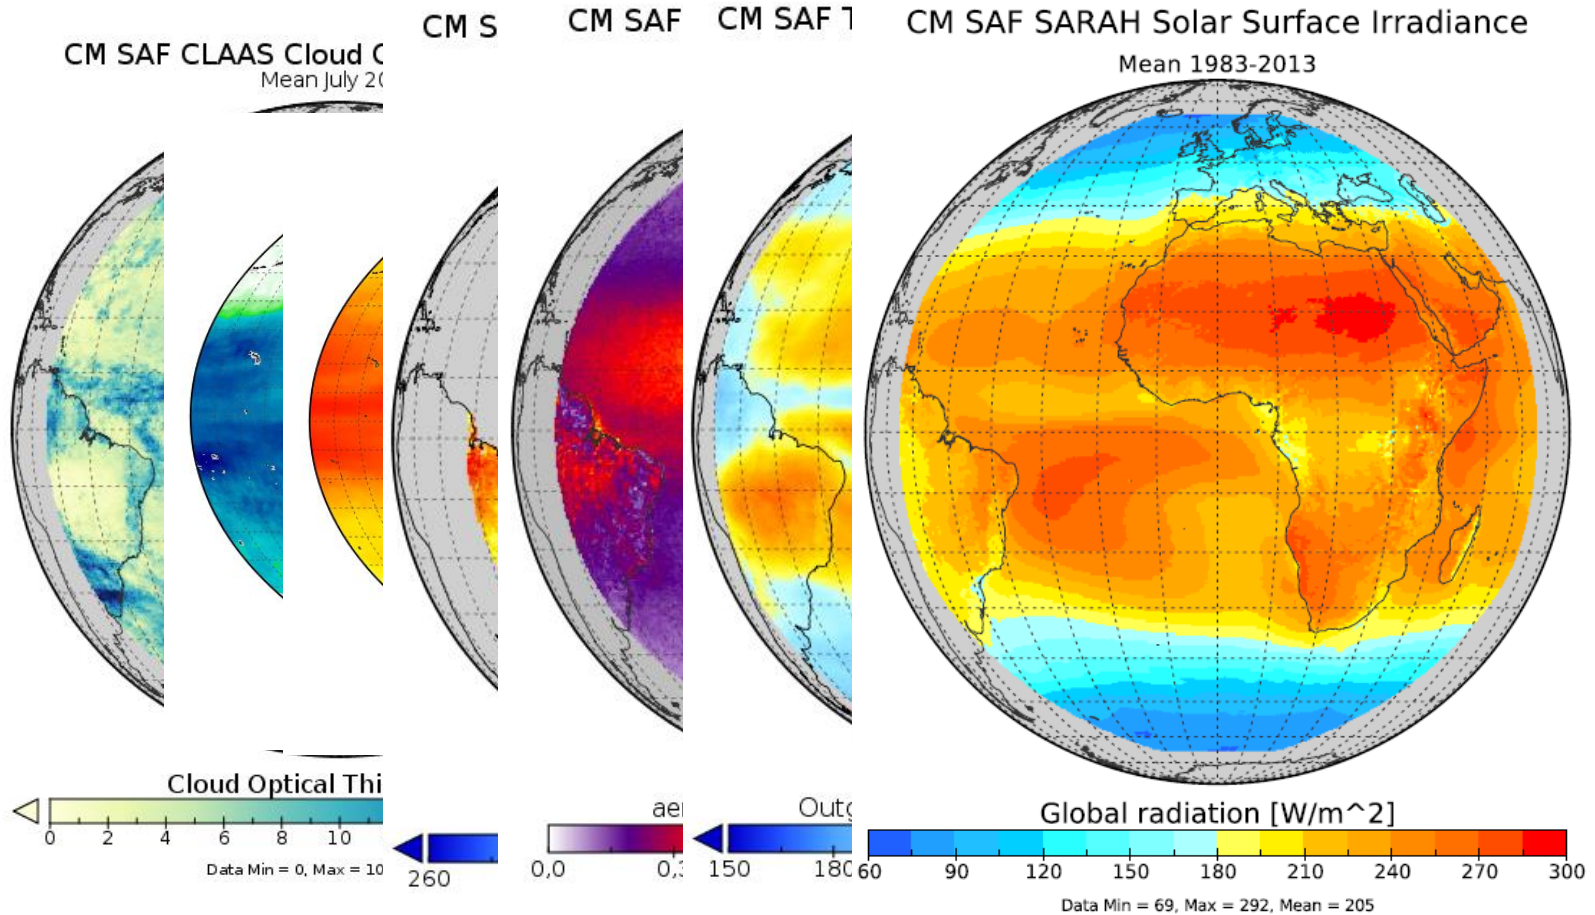 CM SAF CLAAS Cloud O
Mean July 20
Cloud Optical Thi
0 2 4 6 8 10
Data Min = 0, Max = 10
CM S
260
CM SAF
aer
0,0 0,3
CM SAF T
Outg
150 180
CM SAF SARAH Solar Surface Irradiance
Mean 1983-2013
Global radiation [W/m^2]
60 90 120 150 180 210 240 270 300
Data Min = 69, Max = 292, Mean = 205